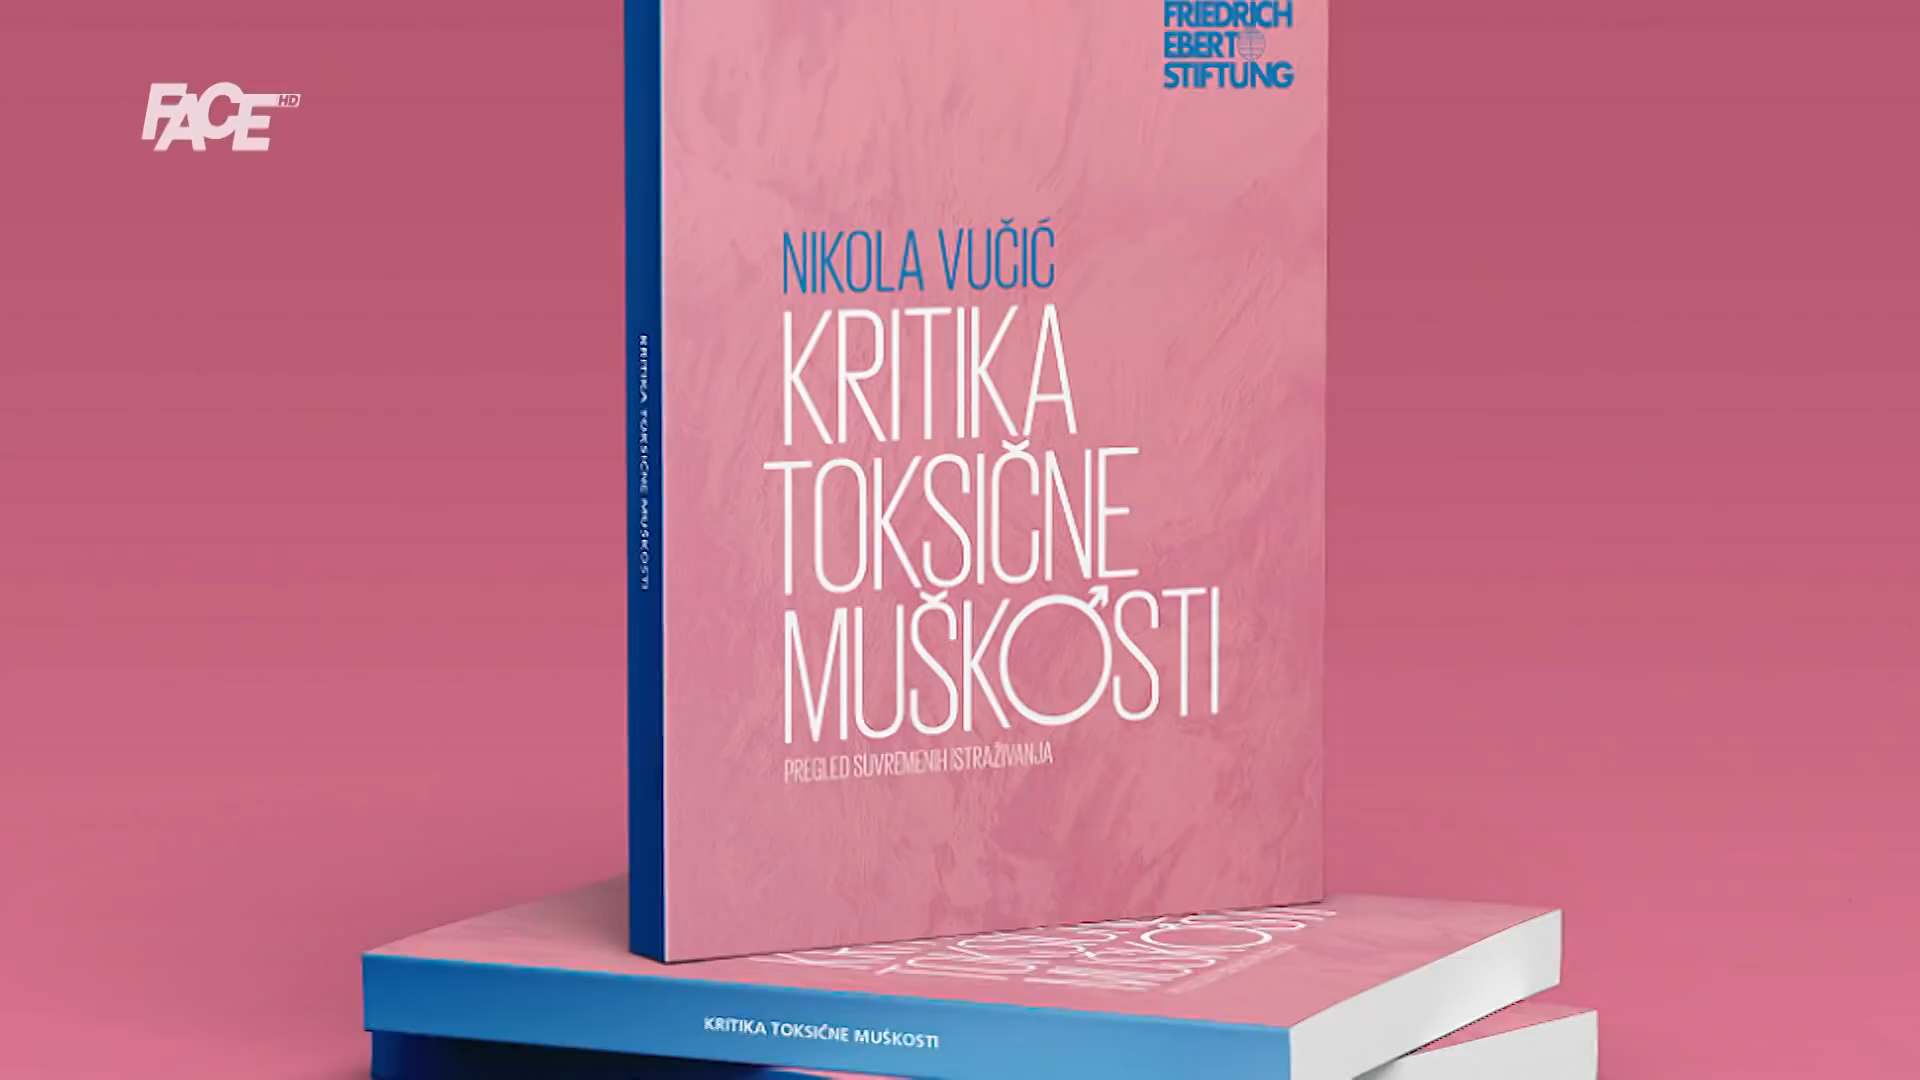 FRIEDRICH
EBERT
STIFTUNG
FACE HD
NIKOLA VUČIĆ
KRITIKA
TOKSIČNE
MUŠKOSTI
PREGLED SUVREMENIH ISTRAŽIVANJA
KRITIKA TOKSIČNE MUŠKOSTI
KRITIKA TOKSIČNE MUŠKOSTI